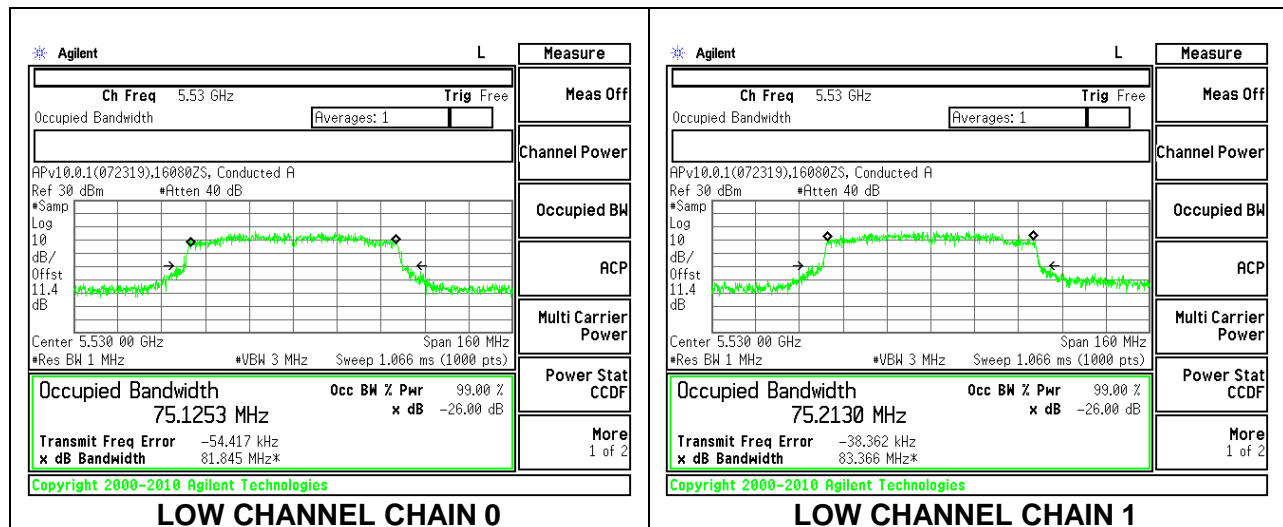 Agilent L
Measure
Ch Freq 5.53 GHz Trig Free
Occupied Bandwidth Averages: 1
APv10.0.1(072319),16080ZS, Conducted A
Ref 30 dBm #Atten 40 dB
#Samp
Log
10
dB/
Offst
11.4
dB
Center 5.530 00 GHz Span 160 MHz
#Res BW 1 MHz #VBW 3 MHz Sweep 1.066 ms (1000 pts)
Occupied Bandwidth Occ BW % Pwr 99.00 %
75.1253 MHz x dB -26.00 dB
Transmit Freq Error -54.417 kHz
x dB Bandwidth 81.845 MHz*
Copyright 2000-2010 Agilent Technologies
Meas Off
Channel Power
Occupied BW
ACP
Multi Carrier
Power
Power Stat
CCDF
More
1 of 2
LOW CHANNEL CHAIN 0
Agilent L
Measure
Ch Freq 5.53 GHz Trig Free
Occupied Bandwidth Averages: 1
APv10.0.1(072319),16080ZS, Conducted A
Ref 30 dBm #Atten 40 dB
#Samp
Log
10
dB/
Offst
11.4
dB
Center 5.530 00 GHz Span 160 MHz
#Res BW 1 MHz #VBW 3 MHz Sweep 1.066 ms (1000 pts)
Occupied Bandwidth Occ BW % Pwr 99.00 %
75.2130 MHz x dB -26.00 dB
Transmit Freq Error -38.362 kHz
x dB Bandwidth 83.366 MHz*
Copyright 2000-2010 Agilent Technologies
Meas Off
Channel Power
Occupied BW
ACP
Multi Carrier
Power
Power Stat
CCDF
More
1 of 2
LOW CHANNEL CHAIN 1